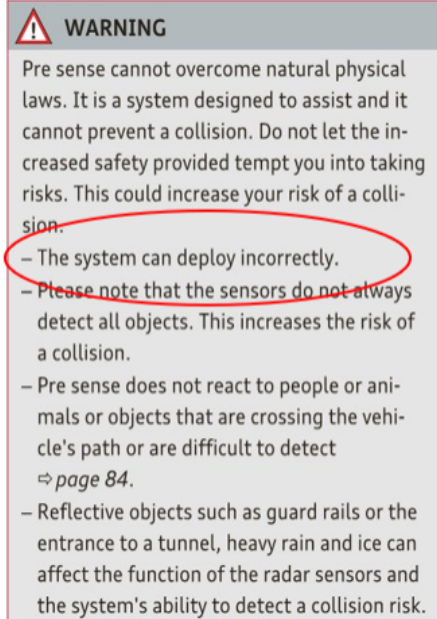 WARNING
Pre sense cannot overcome natural physical
laws. It is a system designed to assist and it
cannot prevent a collision. Do not let the in-
creased safety provided tempt you into taking
risks. This could increase your risk of a colli-
sion.
– The system can deploy incorrectly.
– Please note that the sensors do not always
detect all objects. This increases the risk of
a collision.
– Pre sense does not react to people or ani-
mals or objects that are crossing the vehi-
cle's path or are difficult to detect
⇨ page 84.
– Reflective objects such as guard rails or the
entrance to a tunnel, heavy rain and ice can
affect the function of the radar sensors and
the system's ability to detect a collision risk.